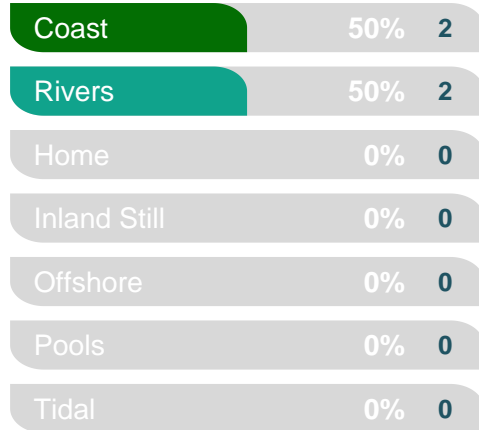 Coast 50% 2
Rivers 50% 2
Home 0% 0
Inland Still 0% 0
Offshore 0% 0
Pools 0% 0
Tidal 0% 0